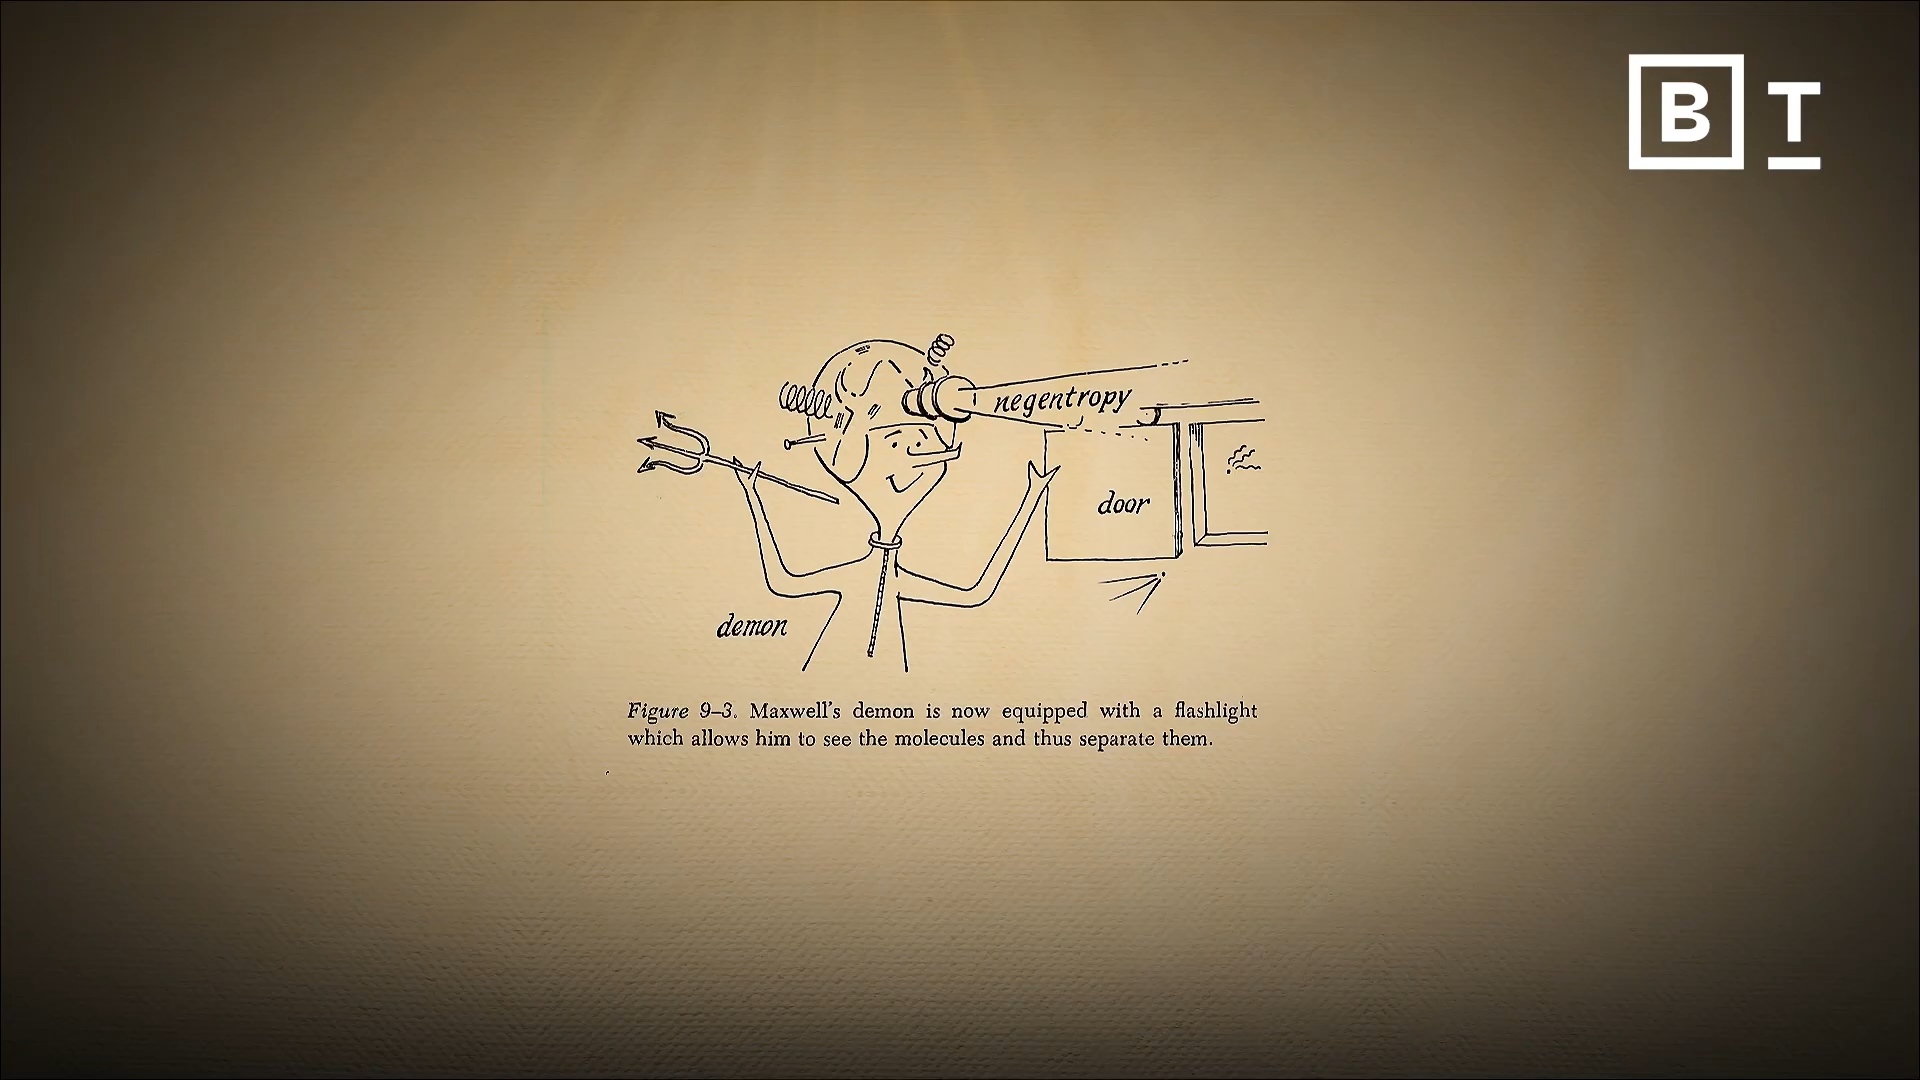 B T
negentropy
door
demon
Figure 9–3. Maxwell's demon is now equipped with a flashlight
which allows him to see the molecules and thus separate them.